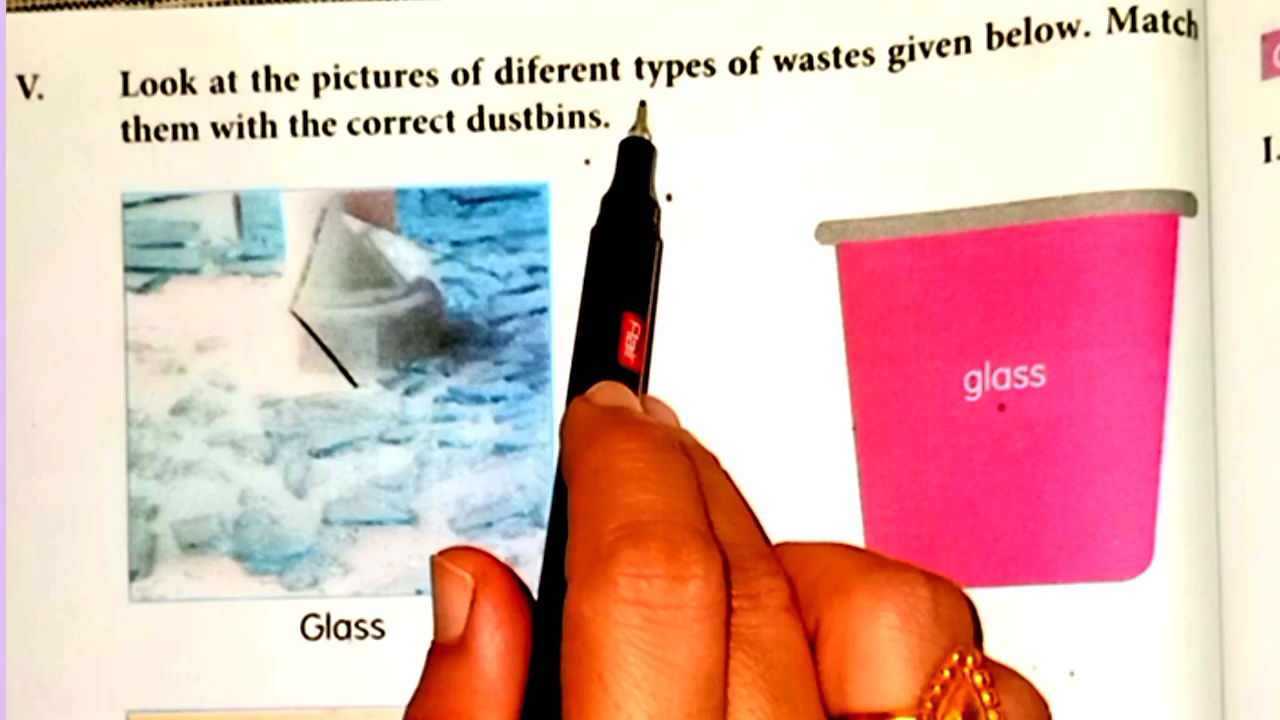 V. Look at the pictures of diferent types of wastes given below. Match
them with the correct dustbins.
Flair
glass
Glass
I.